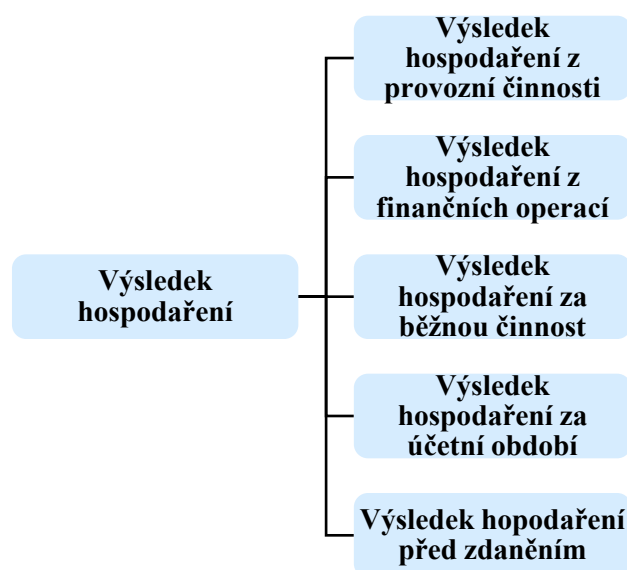 Výsledek
hospodaření
Výsledek
hospodaření z
provozní činnosti
Výsledek
hospodaření z
finančních operací
Výsledek
hospodaření za
běžnou činnost
Výsledek
hospodaření za
účetní období
Výsledek hopodaření
před zdaněním